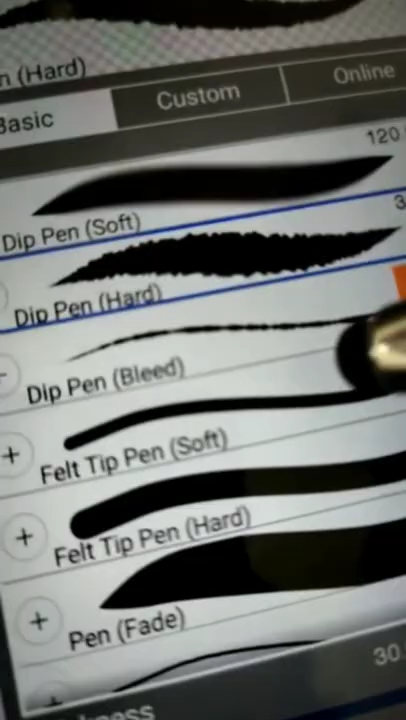 n (Hard)
Basic Custom Online
120
Dip Pen (Soft)
3
Dip Pen (Hard)
Dip Pen (Bleed)
+ Felt Tip Pen (Soft)
+ Felt Tip Pen (Hard)
+ Pen (Fade)
30.
kness